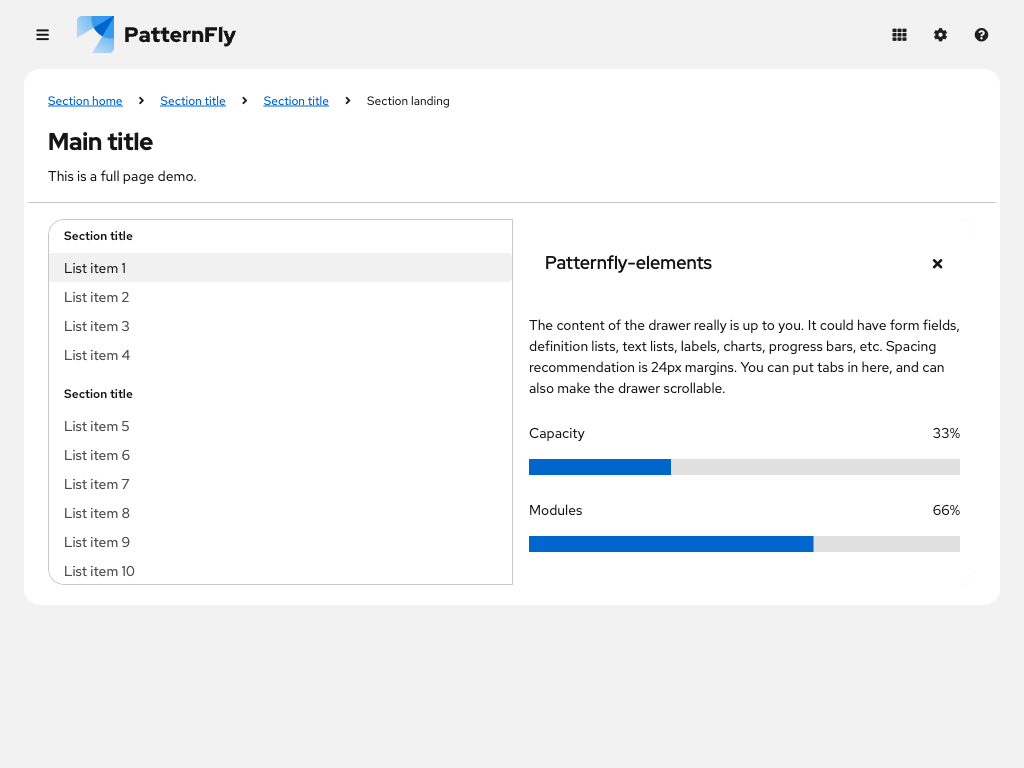 PatternFly
Section home
Section title
Section title
Section landing
Main title
This is a full page demo.
Section title
List item 1
List item 2
List item 3
List item 4
Section title
List item 5
List item 6
List item 7
List item 8
List item 9
List item 10
Patternfly-elements
The content of the drawer really is up to you. It could have form fields,
definition lists, text lists, labels, charts, progress bars, etc. Spacing
recommendation is 24px margins. You can put tabs in here, and can
also make the drawer scrollable.
Capacity 33%
Modules 66%